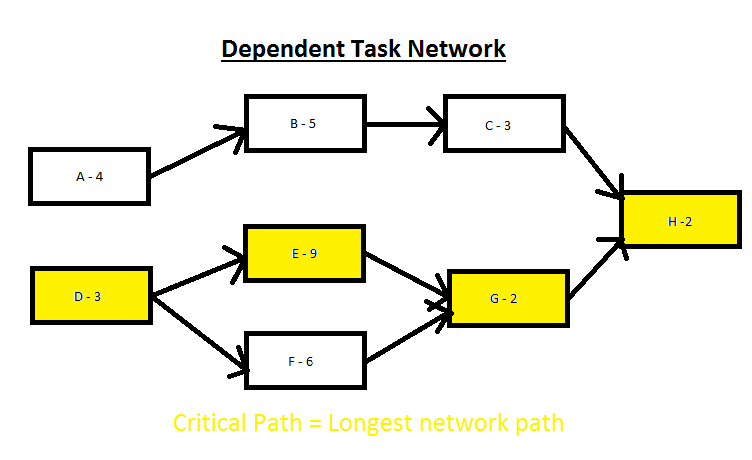 Dependent Task Network
B - 5
C - 3
A - 4
H -2
E - 9
G - 2
D - 3
F - 6
Critical Path = Longest network path